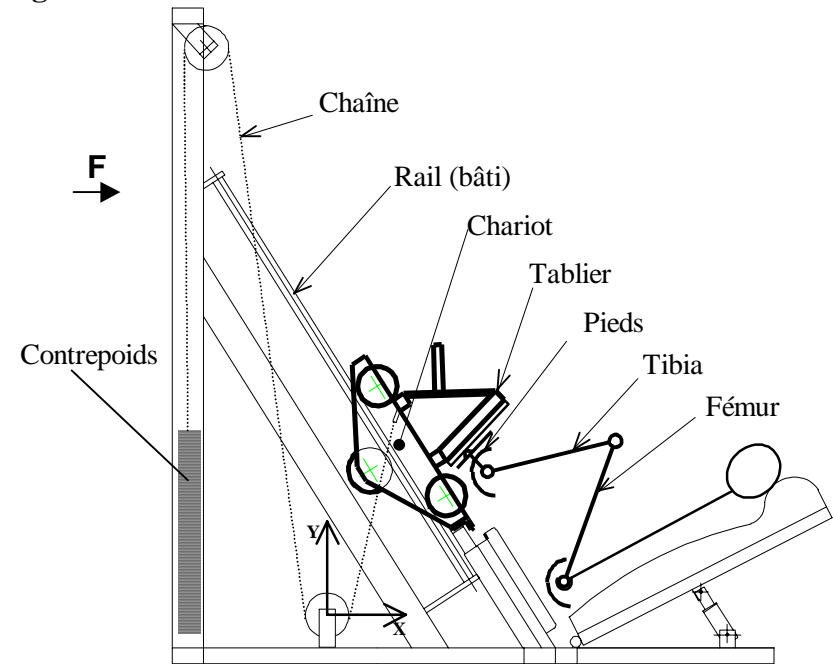 Chaîne
F
Rail (bâti)
Chariot
Tablier
Pieds
Contrepoids
Tibia
Fémur
Y
X